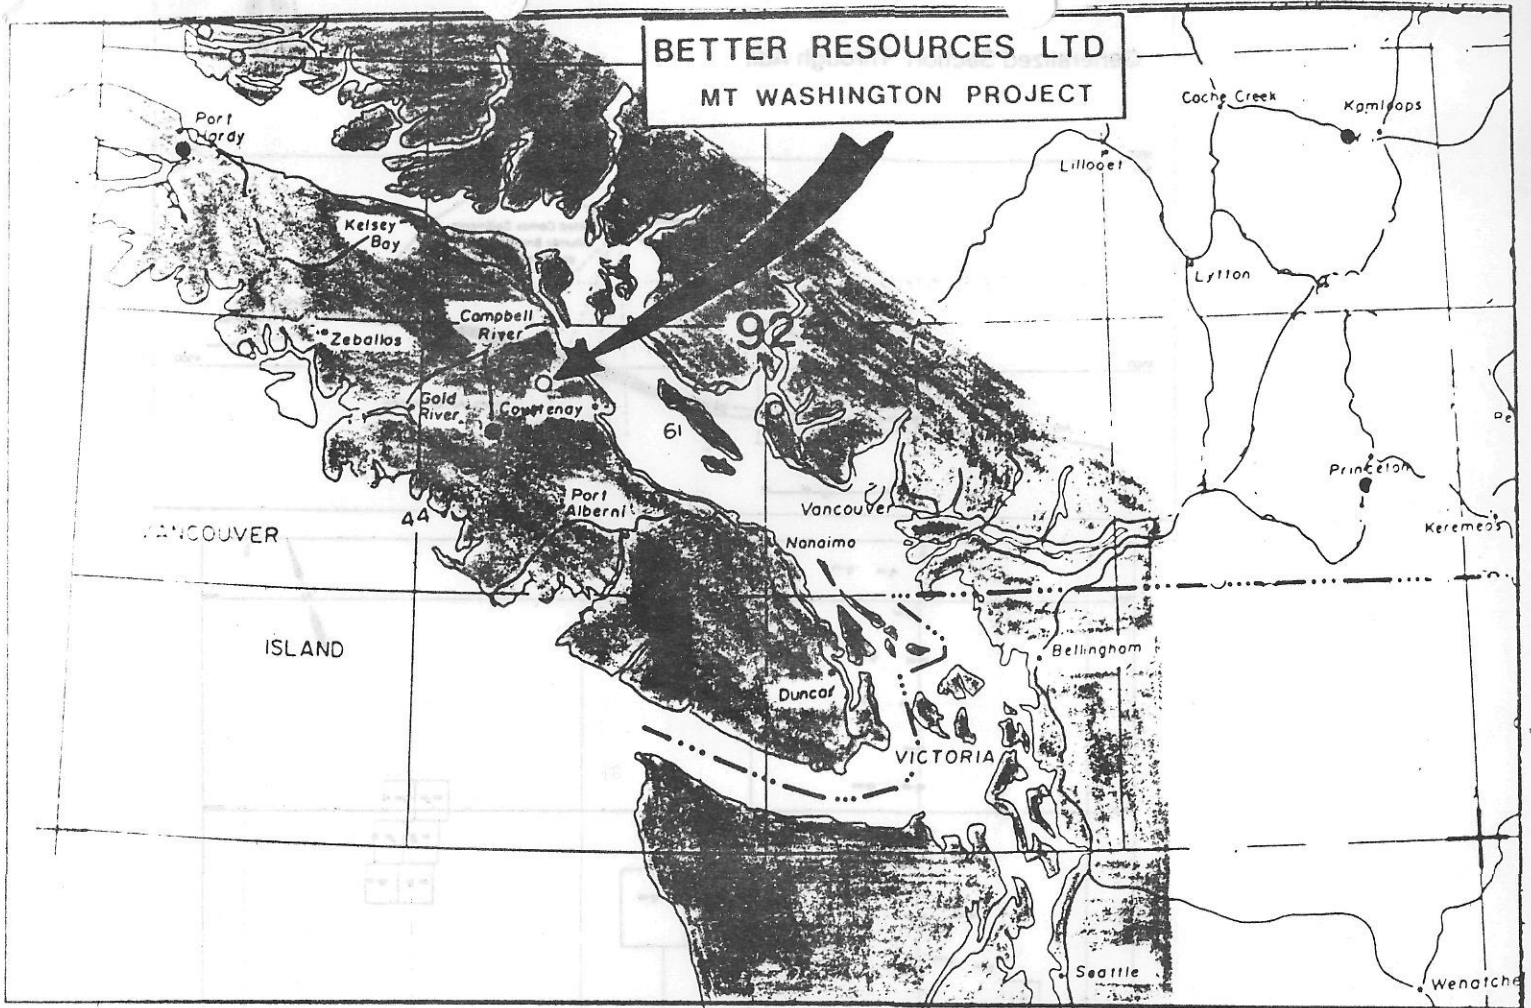 BETTER RESOURCES LTD
MT WASHINGTON PROJECT
Cache Creek
Kamloops
Port
Hardy
Lillooet
Kelsey
Bay
Lytton
Campbell
River
92
Zeballos
Gold
River
Courtenay
61
Princeton
Port
Alberni
Vancouver
44
Keremeos
VANCOUVER
Nanaimo
ISLAND
Bellingham
Duncan
VICTORIA
Seattle
Wenatche